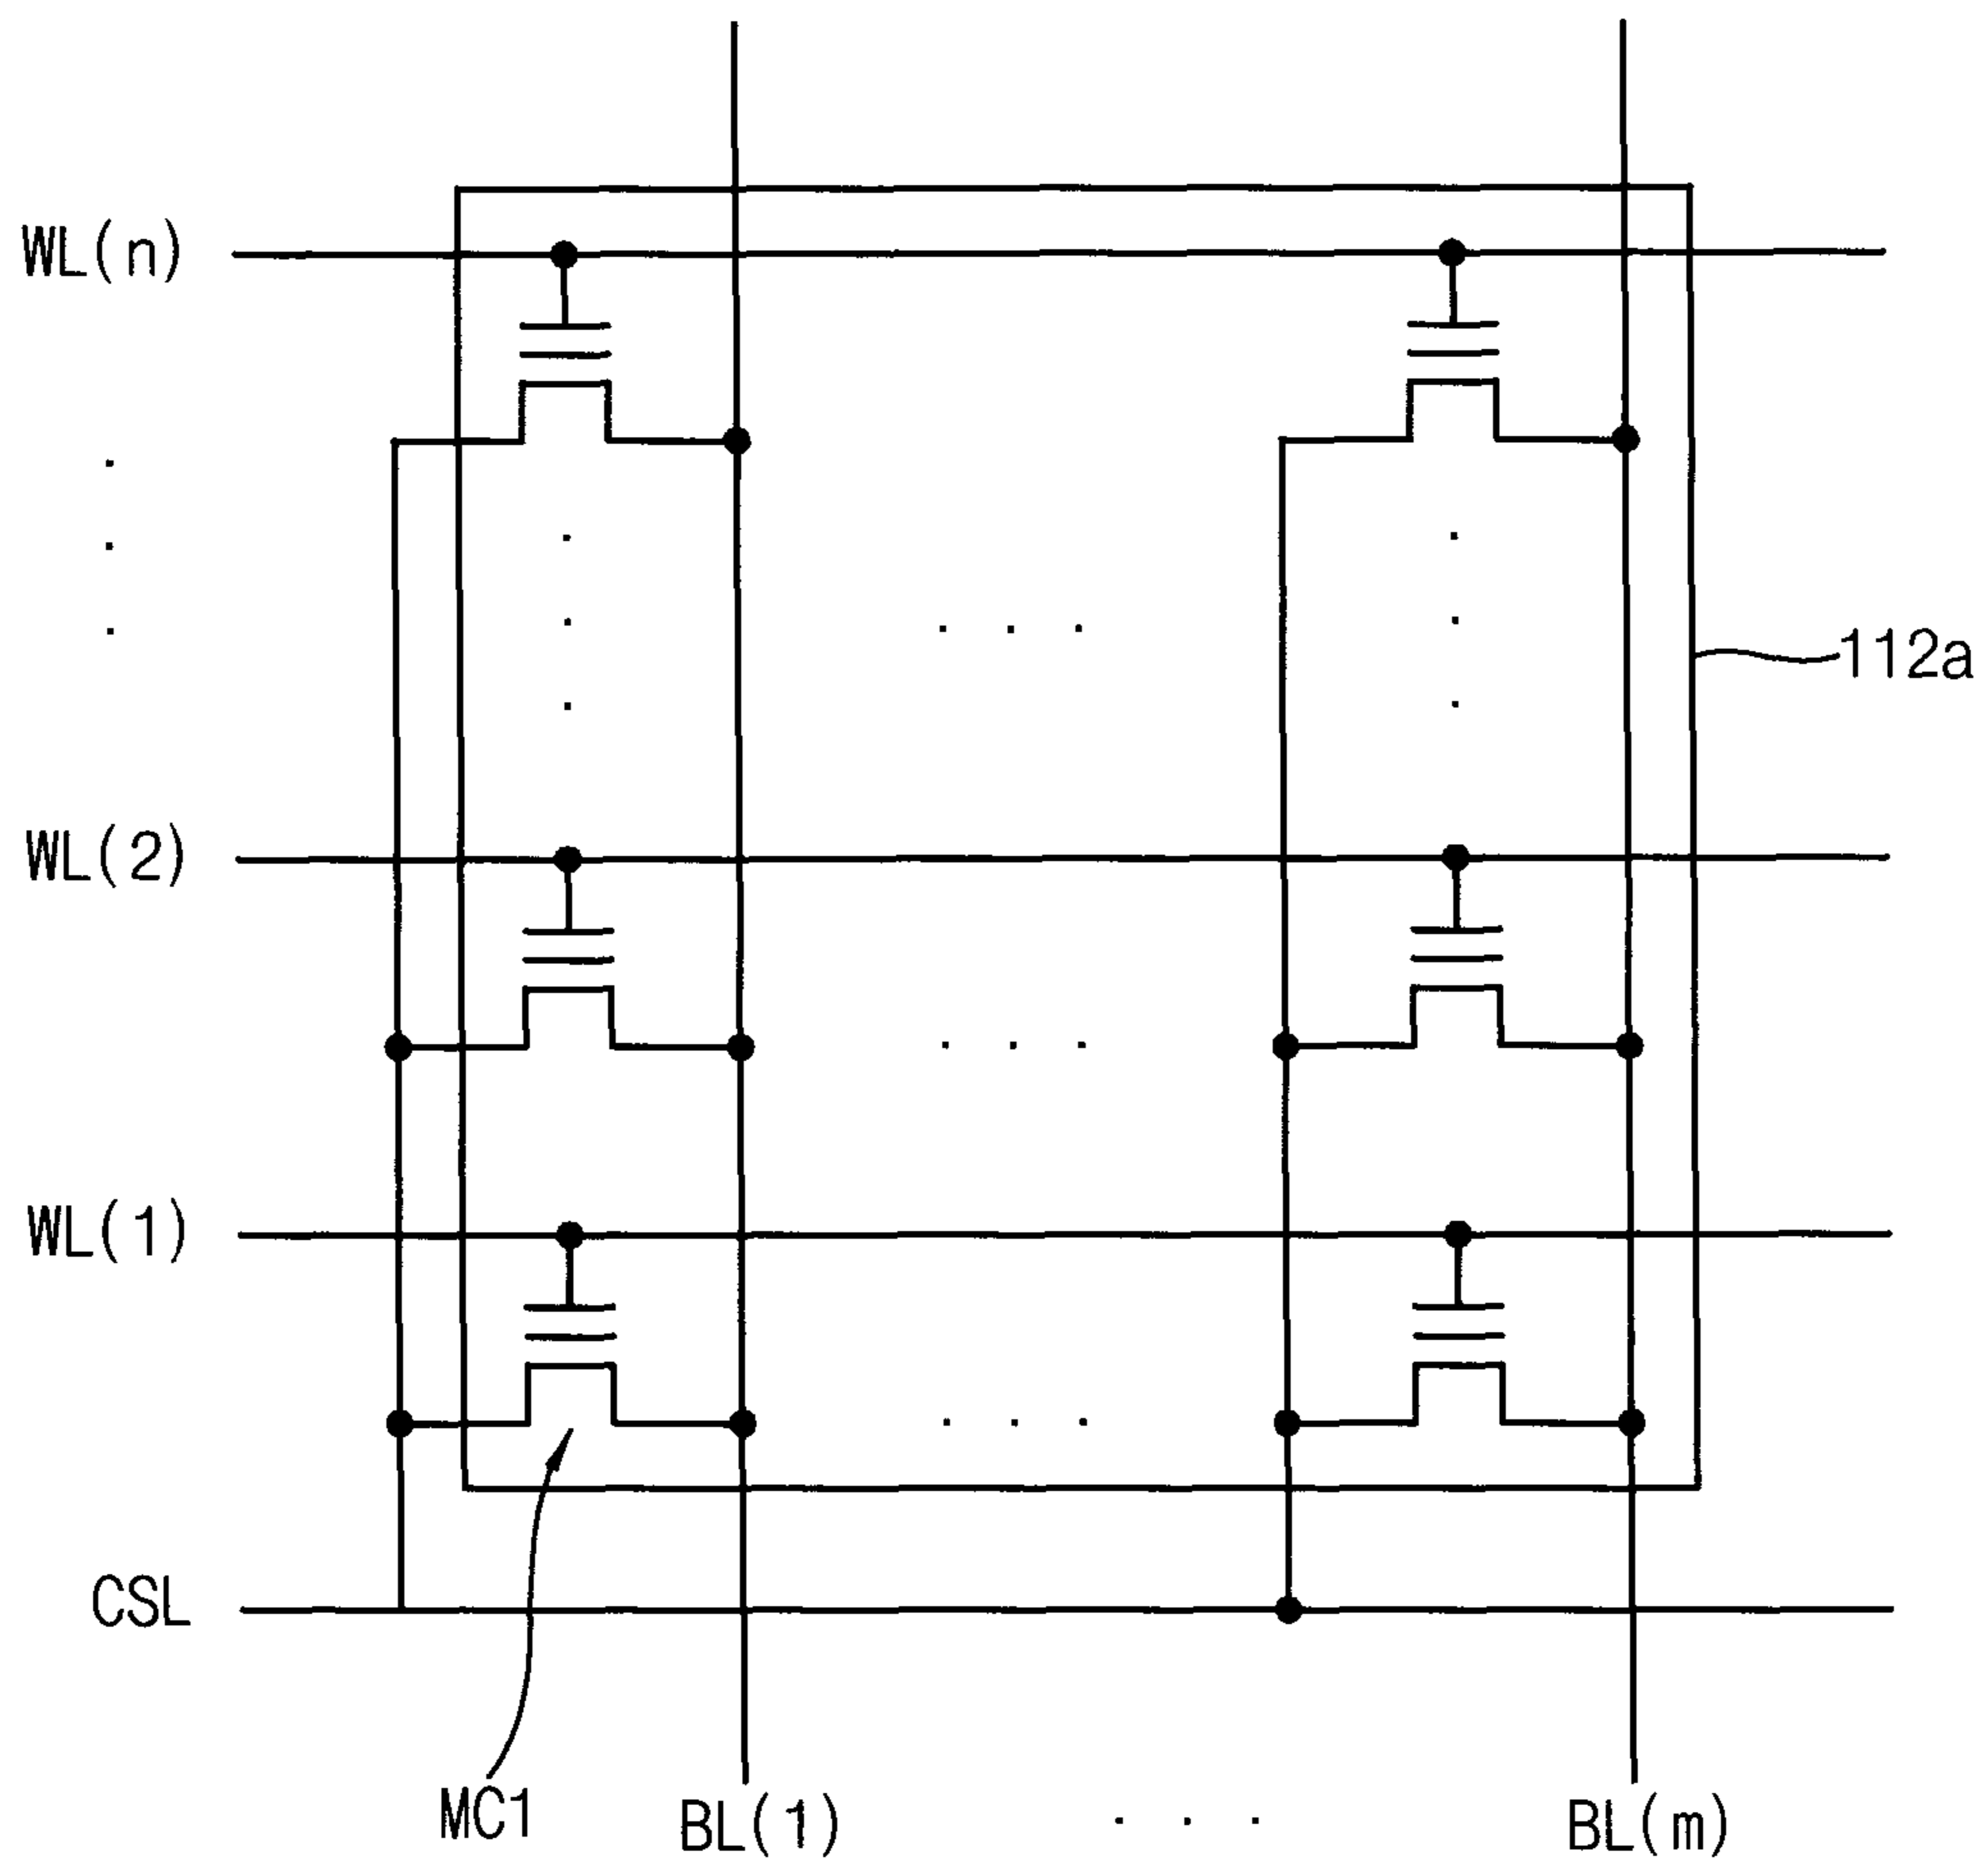 WL(n)
112a
WL(2)
WL(1)
CSL
MC1
BL(1) . . . BL(m)